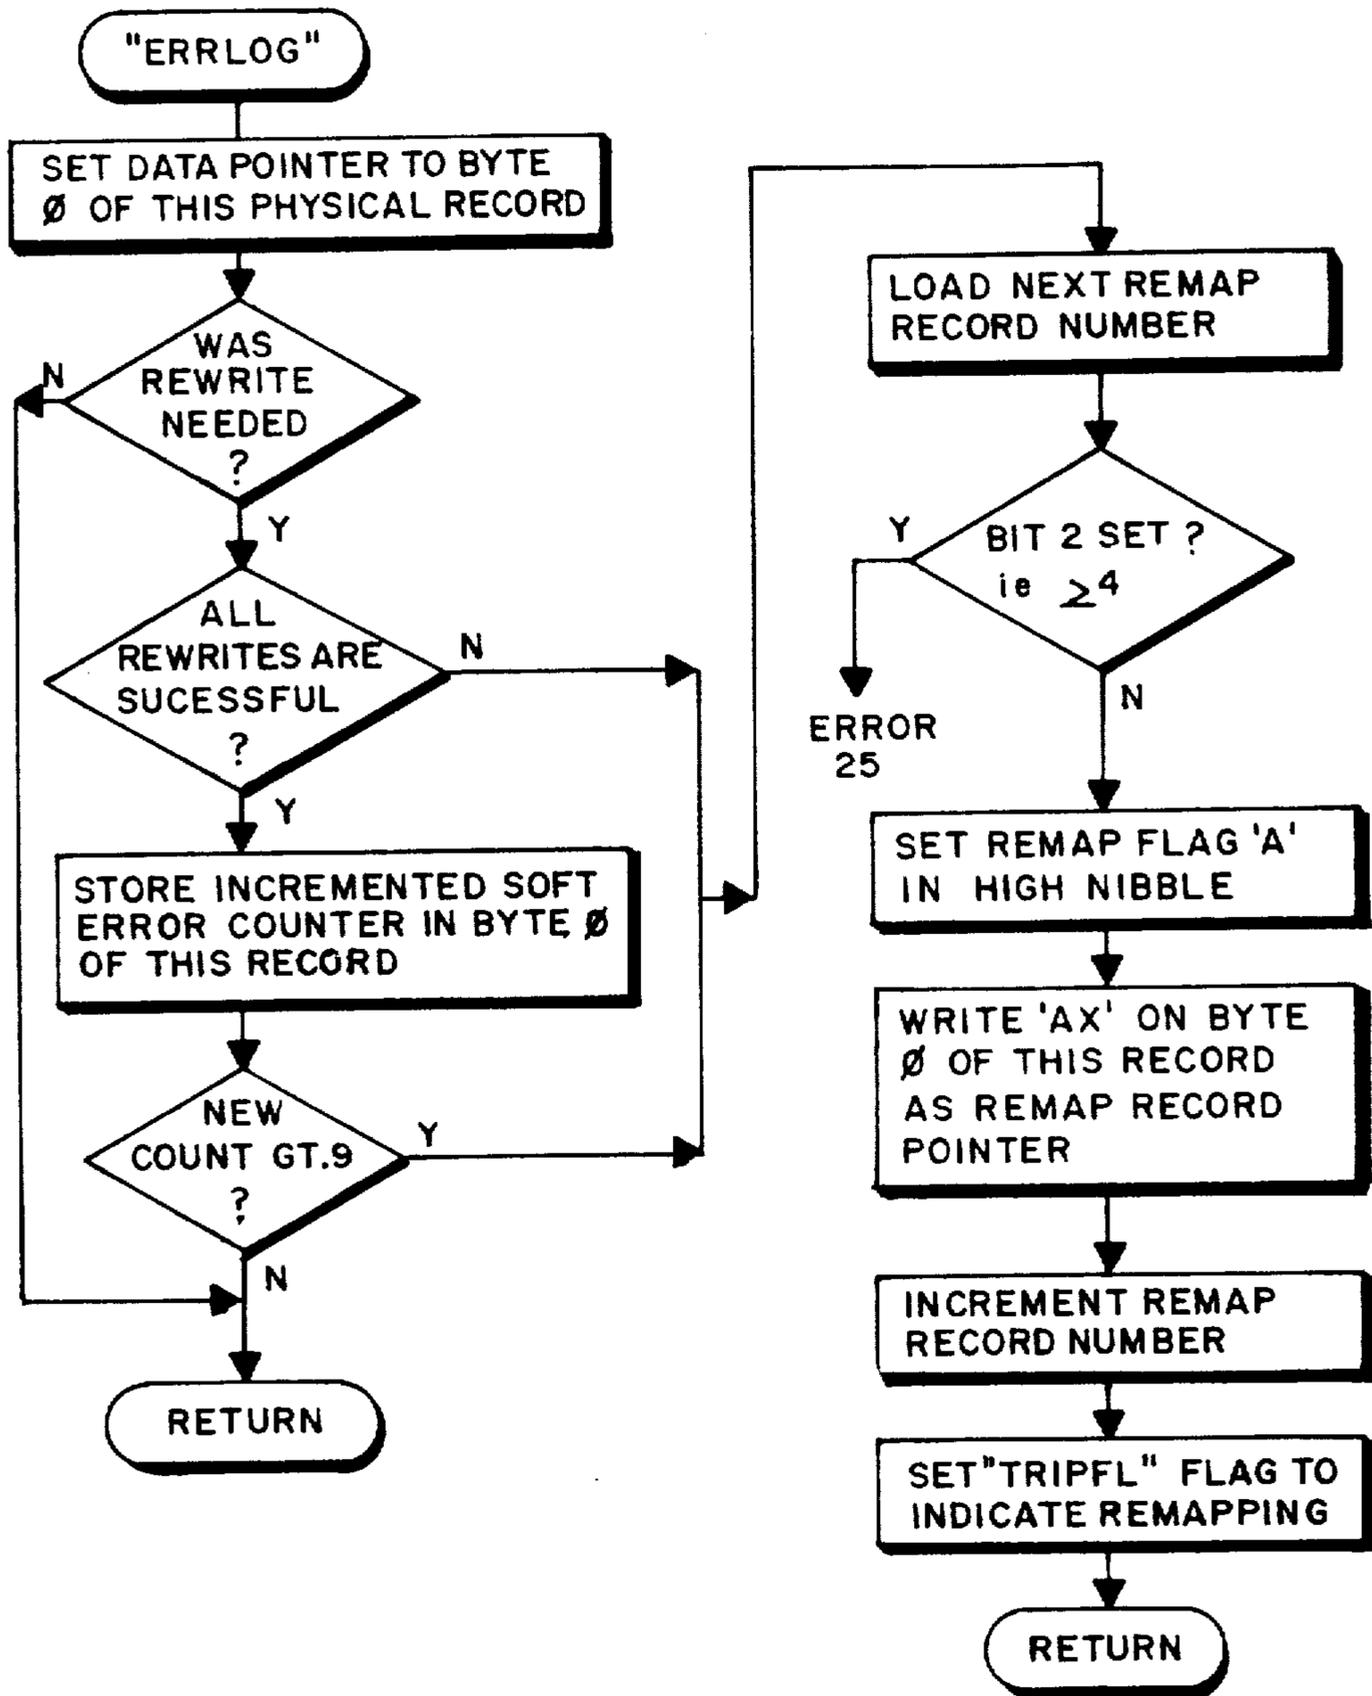 "ERRLOG"
SET DATA POINTER TO BYTE
Ø OF THIS PHYSICAL RECORD
WAS
REWRITE
NEEDED
?
N
Y
ALL
REWRITES ARE
SUCESSFUL
?
N
Y
STORE INCREMENTED SOFT
ERROR COUNTER IN BYTE Ø
OF THIS RECORD
NEW
COUNT GT.9
?
Y
N
RETURN
LOAD NEXT REMAP
RECORD NUMBER
BIT 2 SET ?
ie ≥4
Y
ERROR
25
N
SET REMAP FLAG 'A'
IN HIGH NIBBLE
WRITE 'AX' ON BYTE
Ø OF THIS RECORD
AS REMAP RECORD
POINTER
INCREMENT REMAP
RECORD NUMBER
SET "TRIPFL" FLAG TO
INDICATE REMAPPING
RETURN